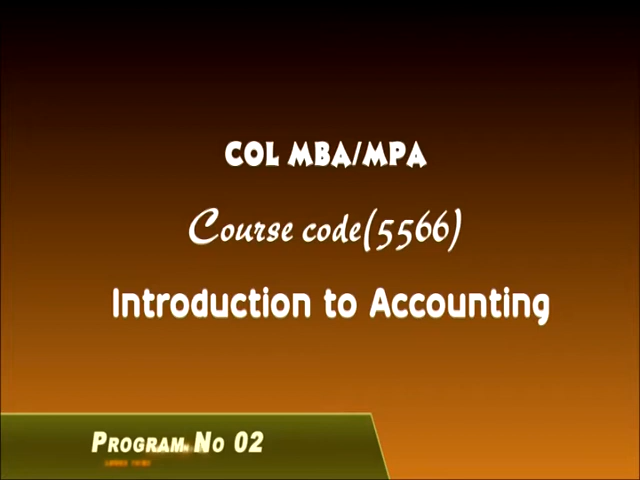 COL MBA/MPA
Course code(5566)
Introduction to Accounting
PROGRAM NO 02